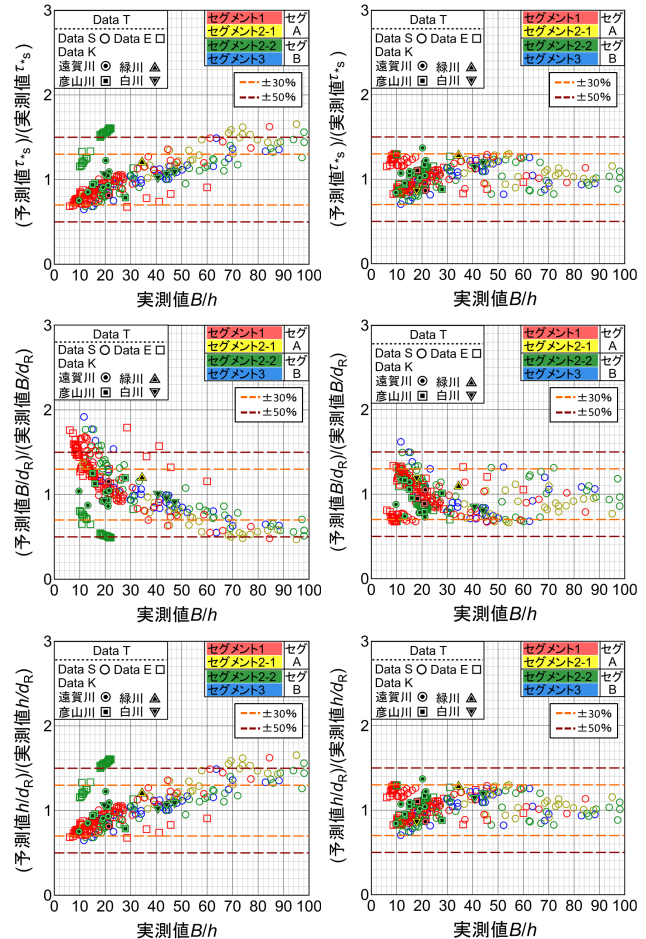 (予測値τ*s)/(実測値τ*s)
3
2
1
0
Data T
Data S Data E
Data K
遠賀川 緑川
彦山川 白川
セグメント1 セグ
セグメント2-1 A
セグメント2-2 セグ
セグメント3 B
±30%
±50%
0 10 20 30 40 50 60 70 80 90 100
実測値B/h
(予測値τ*s)/(実測値τ*s)
3
2
1
0
Data T
Data S Data E
Data K
遠賀川 緑川
彦山川 白川
セグメント1 セグ
セグメント2-1 A
セグメント2-2 セグ
セグメント3 B
±30%
±50%
0 10 20 30 40 50 60 70 80 90 100
実測値B/h
(予測値B/dR)/(実測値B/dR)
3
2
1
0
Data T
Data S Data E
Data K
遠賀川 緑川
彦山川 白川
セグメント1 セグ
セグメント2-1 A
セグメント2-2 セグ
セグメント3 B
±30%
±50%
0 10 20 30 40 50 60 70 80 90 100
実測値B/h
(予測値B/dR)/(実測値B/dR)
3
2
1
0
Data T
Data S Data E
Data K
遠賀川 緑川
彦山川 白川
セグメント1 セグ
セグメント2-1 A
セグメント2-2 セグ
セグメント3 B
±30%
±50%
0 10 20 30 40 50 60 70 80 90 100
実測値B/h
(予測値h/dR)/(実測値h/dR)
3
2
1
0
Data T
Data S Data E
Data K
遠賀川 緑川
彦山川 白川
セグメント1 セグ
セグメント2-1 A
セグメント2-2 セグ
セグメント3 B
±30%
±50%
0 10 20 30 40 50 60 70 80 90 100
実測値B/h
(予測値h/dR)/(実測値h/dR)
3
2
1
0
Data T
Data S Data E
Data K
遠賀川 緑川
彦山川 白川
セグメント1 セグ
セグメント2-1 A
セグメント2-2 セグ
セグメント3 B
±30%
±50%
0 10 20 30 40 50 60 70 80 90 100
実測値B/h